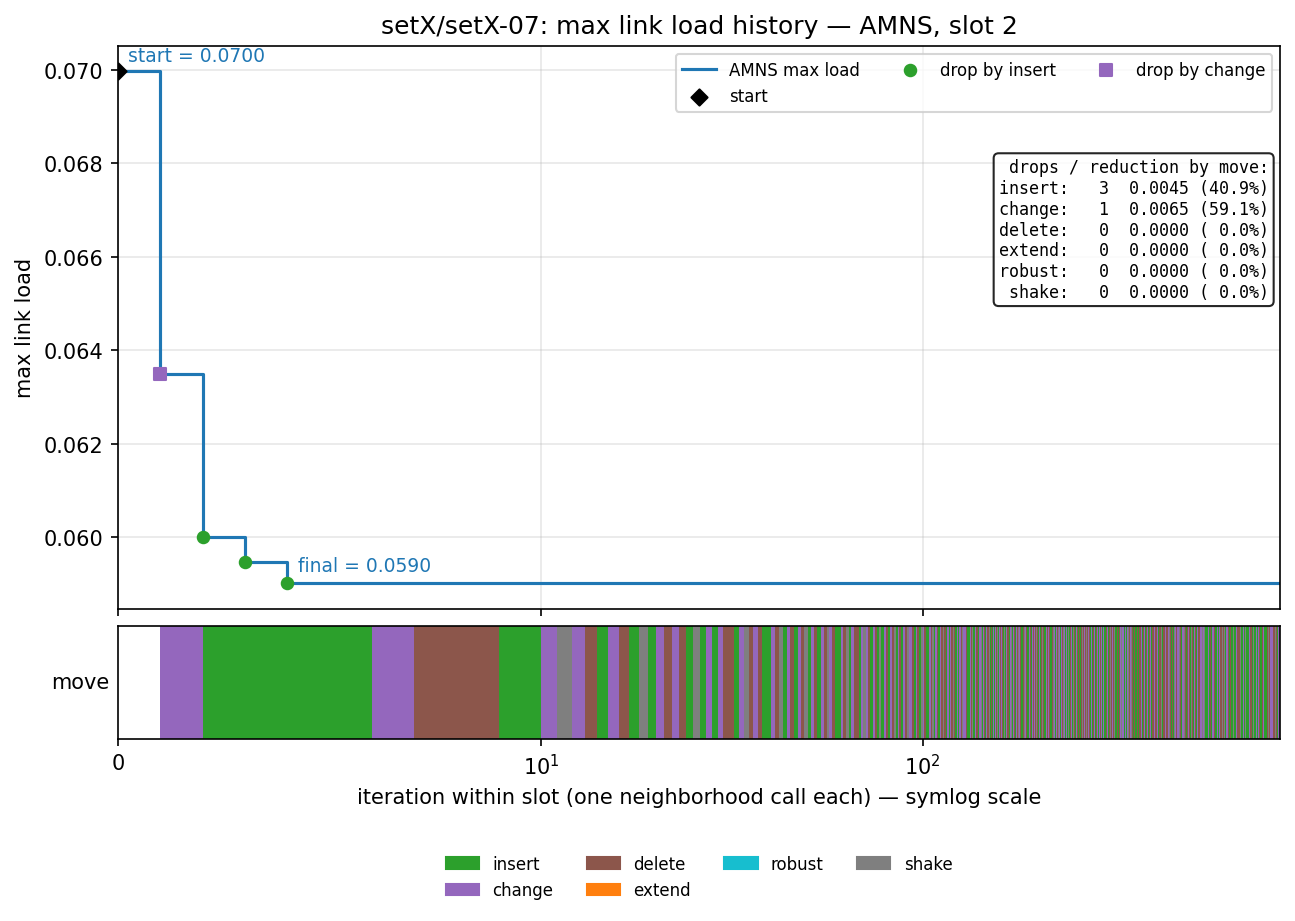 setX/setX-07: max link load history — AMNS, slot 2
start = 0.0700
AMNS max load
drop by insert
drop by change
start
drops / reduction by move:
insert:   3  0.0045 (40.9%)
change:   1  0.0065 (59.1%)
delete:   0  0.0000 ( 0.0%)
extend:   0  0.0000 ( 0.0%)
robust:   0  0.0000 ( 0.0%)
shake:   0  0.0000 ( 0.0%)
0.070
0.068
0.066
0.064
0.062
0.060
max link load
final = 0.0590
move
0
10¹
10²
iteration within slot (one neighborhood call each) — symlog scale
insert
delete
robust
shake
change
extend